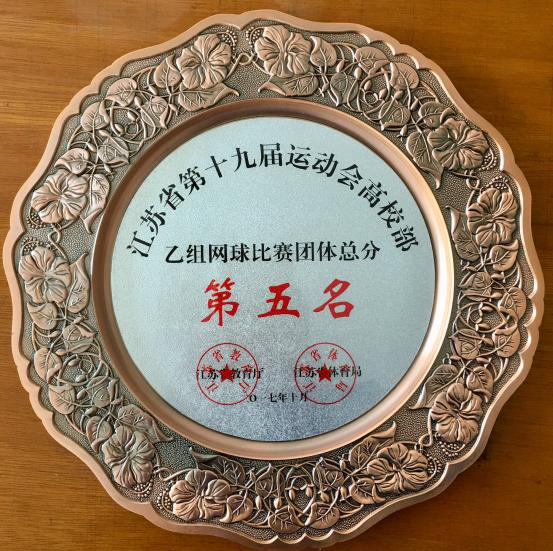 江苏省第十九届运动会高校部
乙组网球比赛团体总分
第五名
江苏省教育厅 江苏省体育局
〇一七年十月